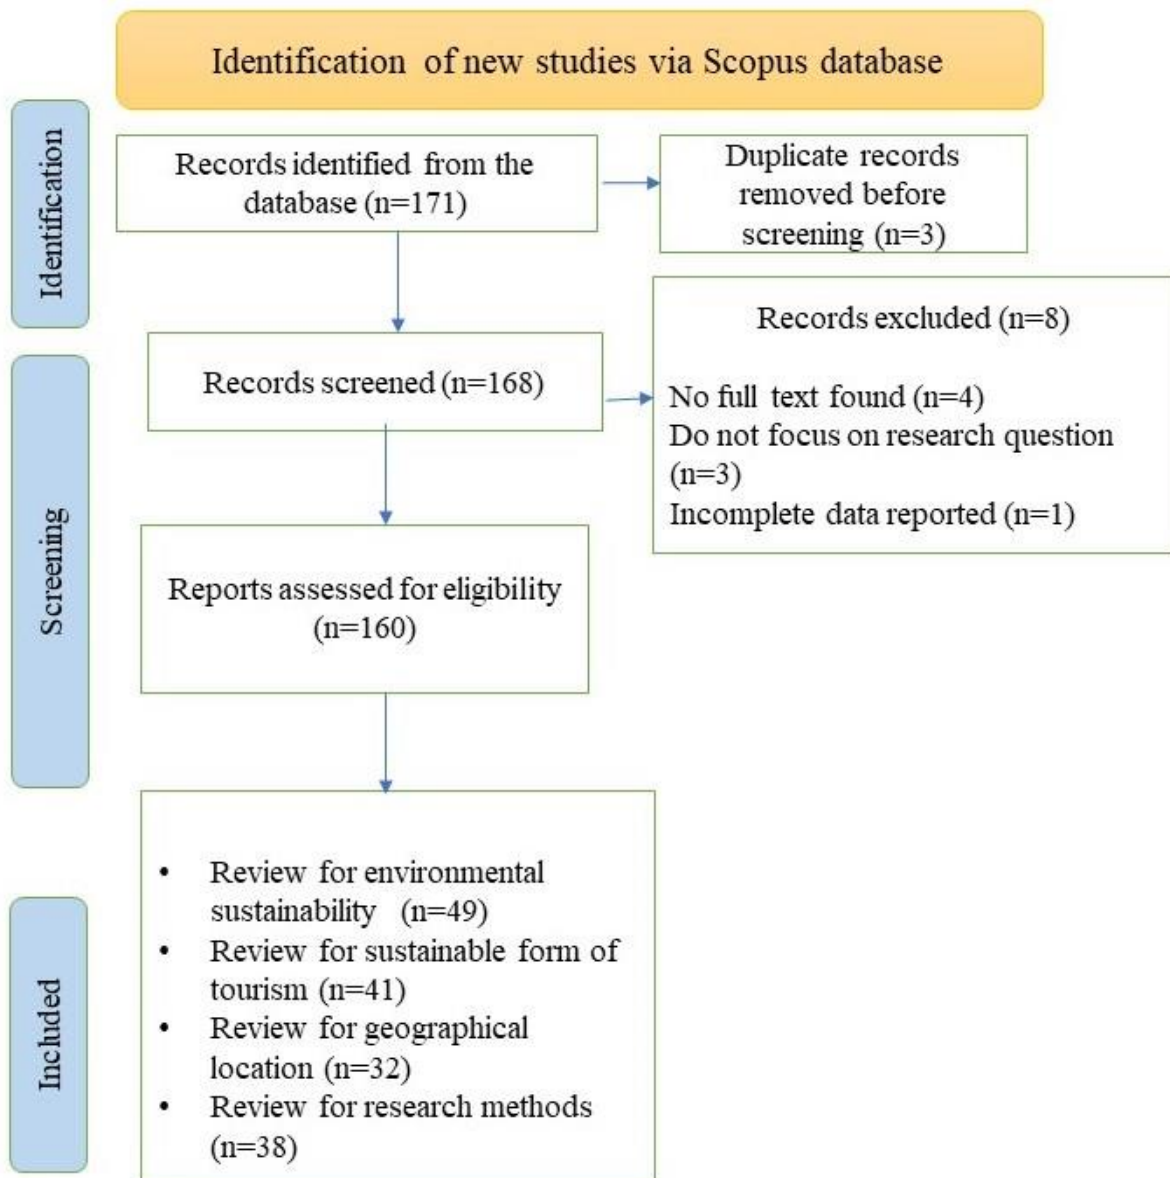 Identification of new studies via Scopus database
Identification
Records identified from the
database (n=171)
Duplicate records
removed before
screening (n=3)
Screening
Records screened (n=168)
Records excluded (n=8)
No full text found (n=4)
Do not focus on research question
(n=3)
Incomplete data reported (n=1)
Reports assessed for eligibility
(n=160)
Included
• Review for environmental
sustainability (n=49)
• Review for sustainable form of
tourism (n=41)
• Review for geographical
location (n=32)
• Review for research methods
(n=38)